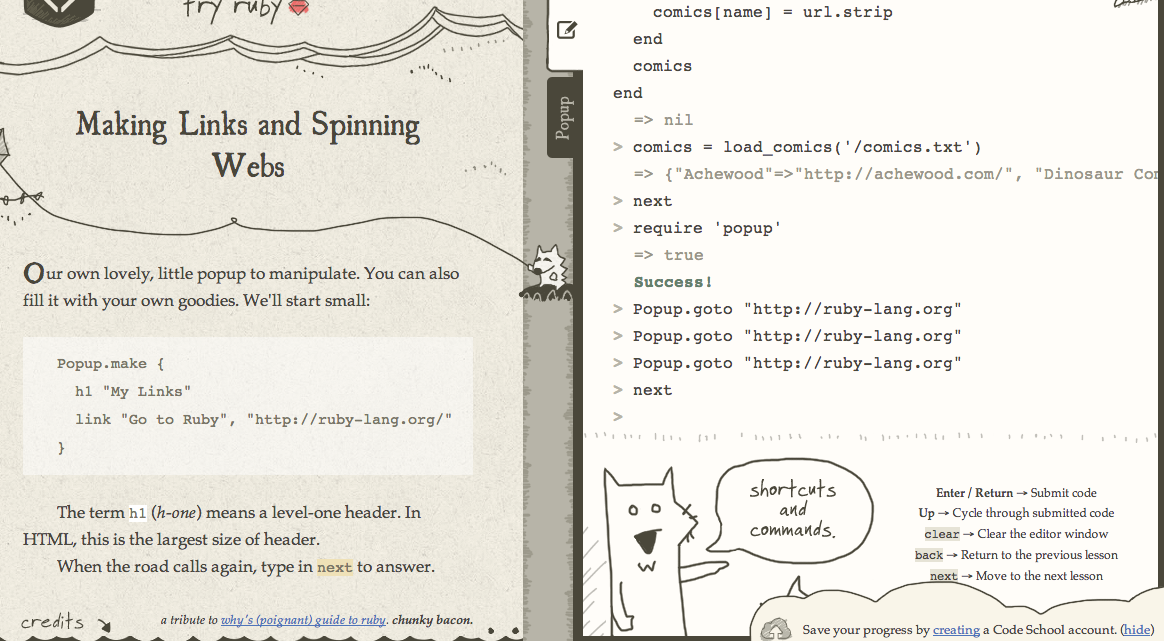 try ruby
Making Links and Spinning
Webs
Our own lovely, little popup to manipulate. You can also
fill it with your own goodies. We'll start small:
Popup.make {
h1 "My Links"
link "Go to Ruby", "http://ruby-lang.org/"
}
The term h1 (h-one) means a level-one header. In
HTML, this is the largest size of header.
When the road calls again, type in next to answer.
credits
a tribute to why's (poignant) guide to ruby. chunky bacon.
Popup
comics[name] = url.strip
end
comics
end
=> nil
> comics = load_comics('/comics.txt')
=> {"Achewood"=>"http://achewood.com/", "Dinosaur Com
> next
> require 'popup'
=> true
Success!
> Popup.goto "http://ruby-lang.org"
> Popup.goto "http://ruby-lang.org"
> Popup.goto "http://ruby-lang.org"
> next
>
shortcuts
and
commands.
Enter / Return → Submit code
Up → Cycle through submitted code
clear → Clear the editor window
back → Return to the previous lesson
next → Move to the next lesson
Save your progress by creating a Code School account. (hide)